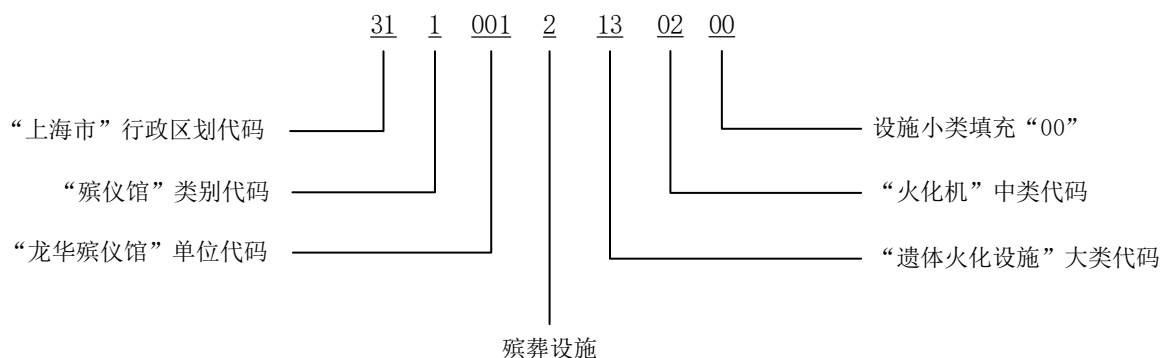 31 1 001 2 13 02 00
“上海市”行政区划代码
设施小类填充“00”
“殡仪馆”类别代码
“火化机”中类代码
“龙华殡仪馆”单位代码
“遗体火化设施”大类代码
殡葬设施